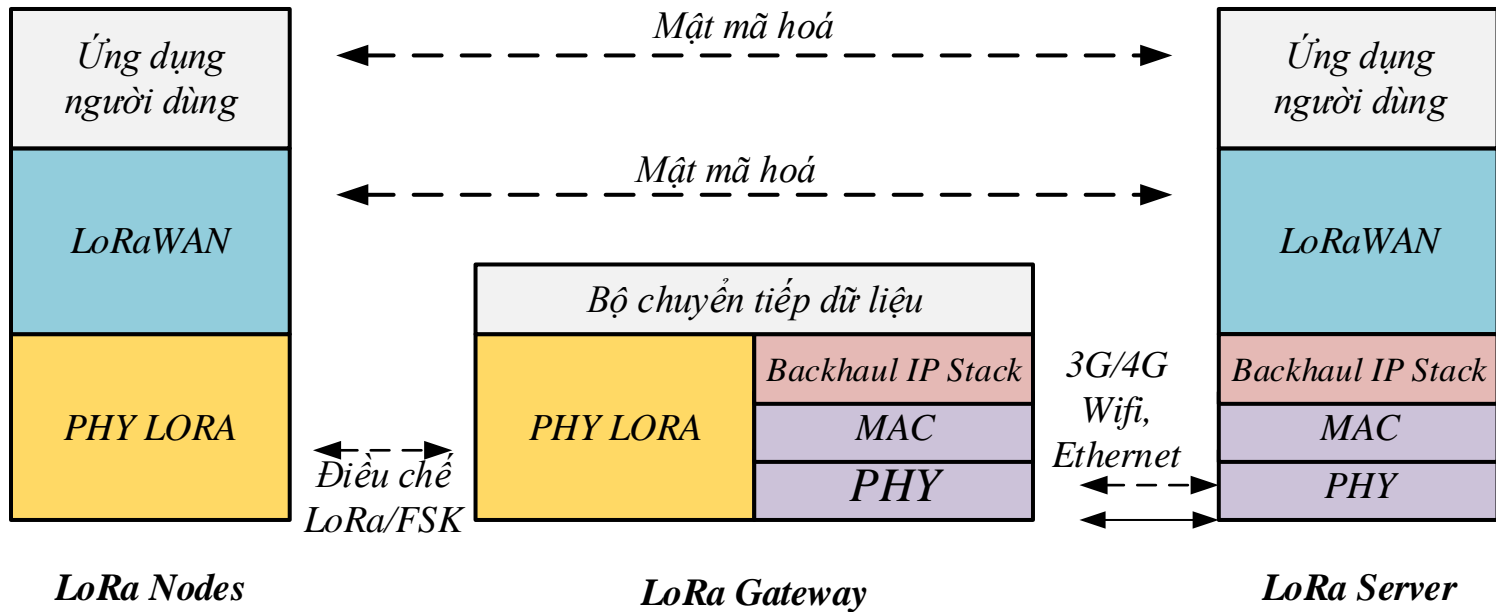 Ứng dụng
người dùng
LoRaWAN
PHY LORA
LoRa Nodes
Mật mã hoá
Mật mã hoá
Điều chế
LoRa/FSK
Bộ chuyển tiếp dữ liệu
PHY LORA
Backhaul IP Stack
MAC
PHY
LoRa Gateway
3G/4G
Wifi,
Ethernet
Ứng dụng
người dùng
LoRaWAN
Backhaul IP Stack
MAC
PHY
LoRa Server